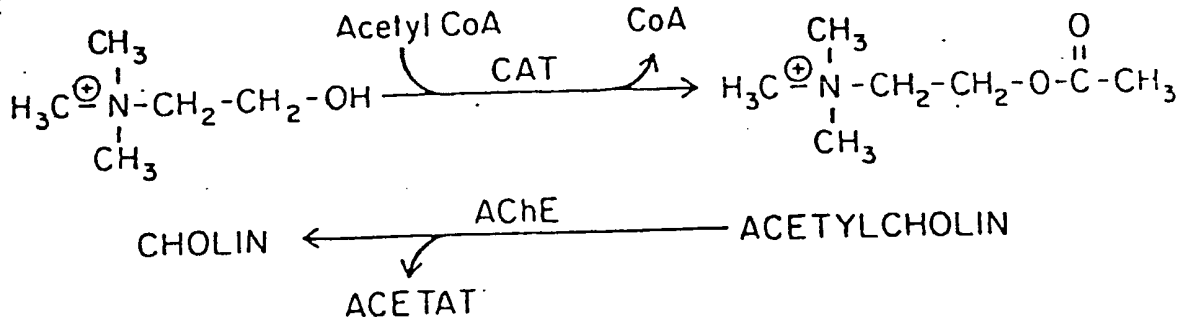 Acetyl CoA CoA
CAT
CH₃
H₃C⊕N-CH₂-CH₂-OH
CH₃
CH₃ O
H₃C⊕N-CH₂-CH₂-O-C-CH₃
CH₃
AChE
CHOLIN ACETYLCHOLIN
ACETAT